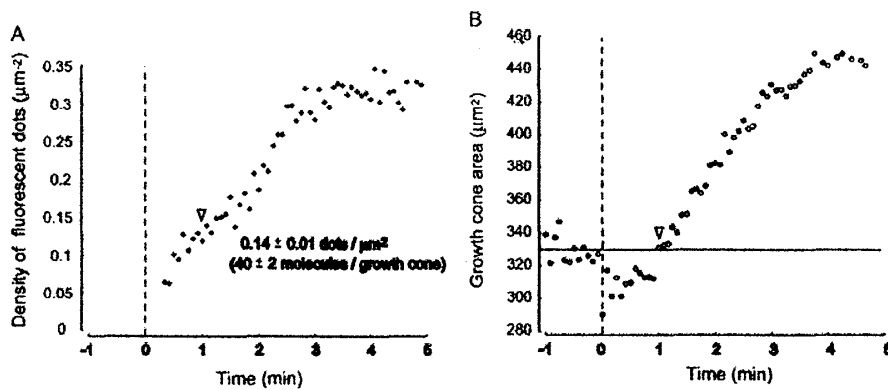 A
Density of fluorescent dots (μm-2)
0.35
0.3
0.25
0.2
0.15
0.1
0.05
0
0.14 ± 0.01 dots / μm2
(40 ± 2 molecules / growth cone)
-1 0 1 2 3 4 5
Time (min)
B
Growth cone area (μm2)
460
440
420
400
380
360
340
320
300
280
-1 0 1 2 3 4 5
Time (min)